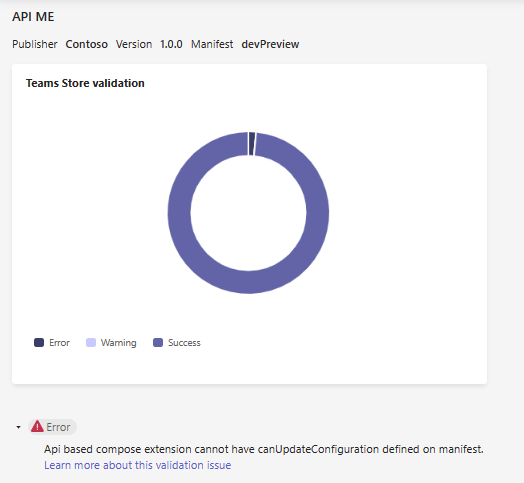 API ME
Publisher Contoso Version 1.0.0 Manifest devPreview
Teams Store validation
Error Warning Success
Error
Api based compose extension cannot have canUpdateConfiguration defined on manifest.
Learn more about this validation issue